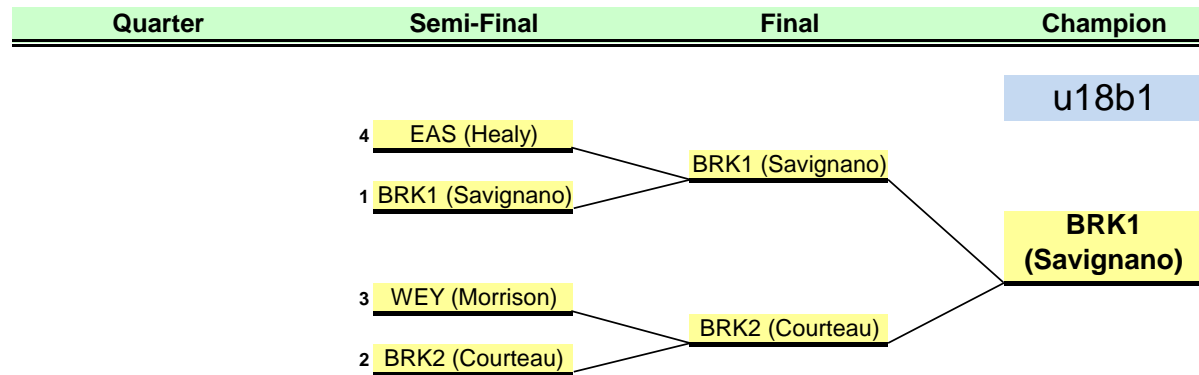 Quarter Semi-Final Final Champion
u18b1
4 EAS (Healy)
BRK1 (Savignano)
1 BRK1 (Savignano)
BRK1
(Savignano)
3 WEY (Morrison)
BRK2 (Courteau)
2 BRK2 (Courteau)